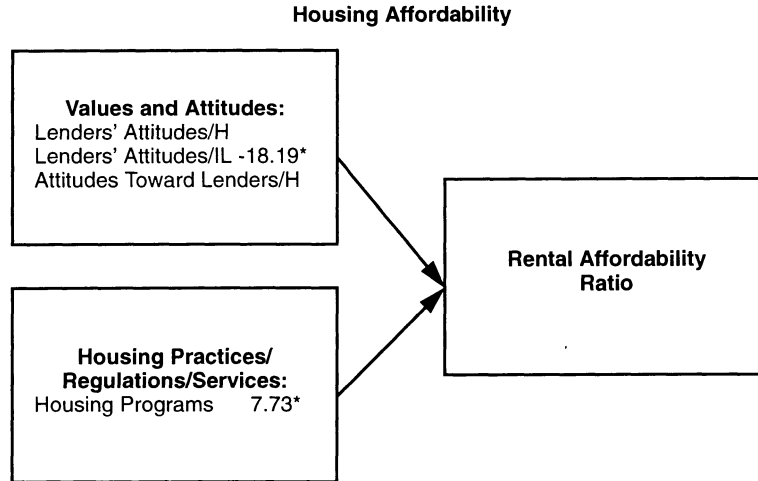 Housing Affordability
Values and Attitudes:
Lenders’ Attitudes/H
Lenders’ Attitudes/IL -18.19*
Attitudes Toward Lenders/H
Housing Practices/
Regulations/Services:
Housing Programs 7.73*
Rental Affordability
Ratio